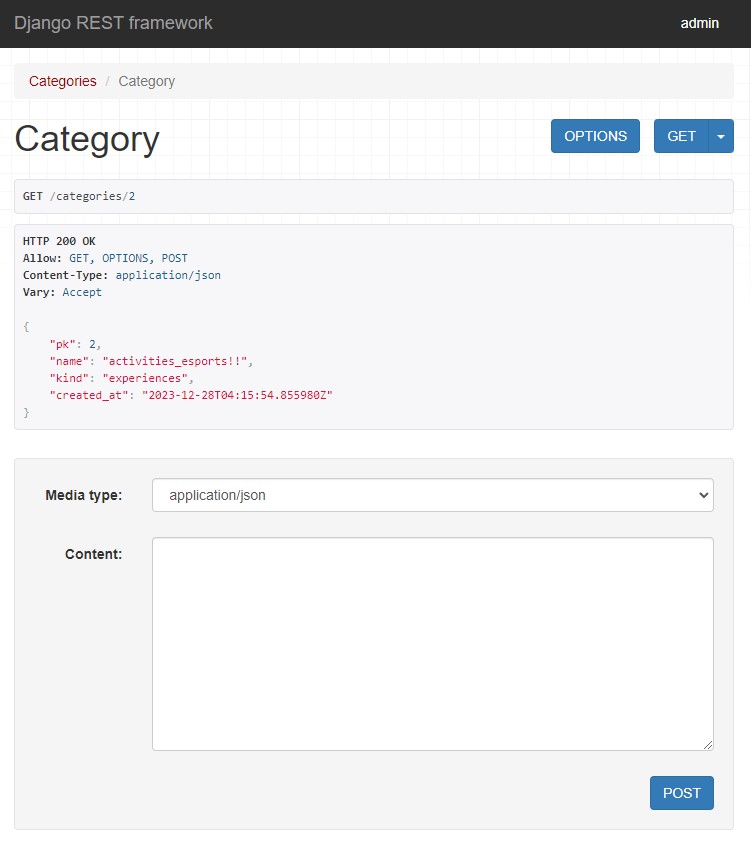 Django REST framework admin
Categories / Category
Category OPTIONS GET
GET /categories/2
HTTP 200 OK
Allow: GET, OPTIONS, POST
Content-Type: application/json
Vary: Accept
{
"pk": 2,
"name": "activities_esports!!",
"kind": "experiences",
"created_at": "2023-12-28T04:15:54.855980Z"
}
Media type: application/json
Content:
POST